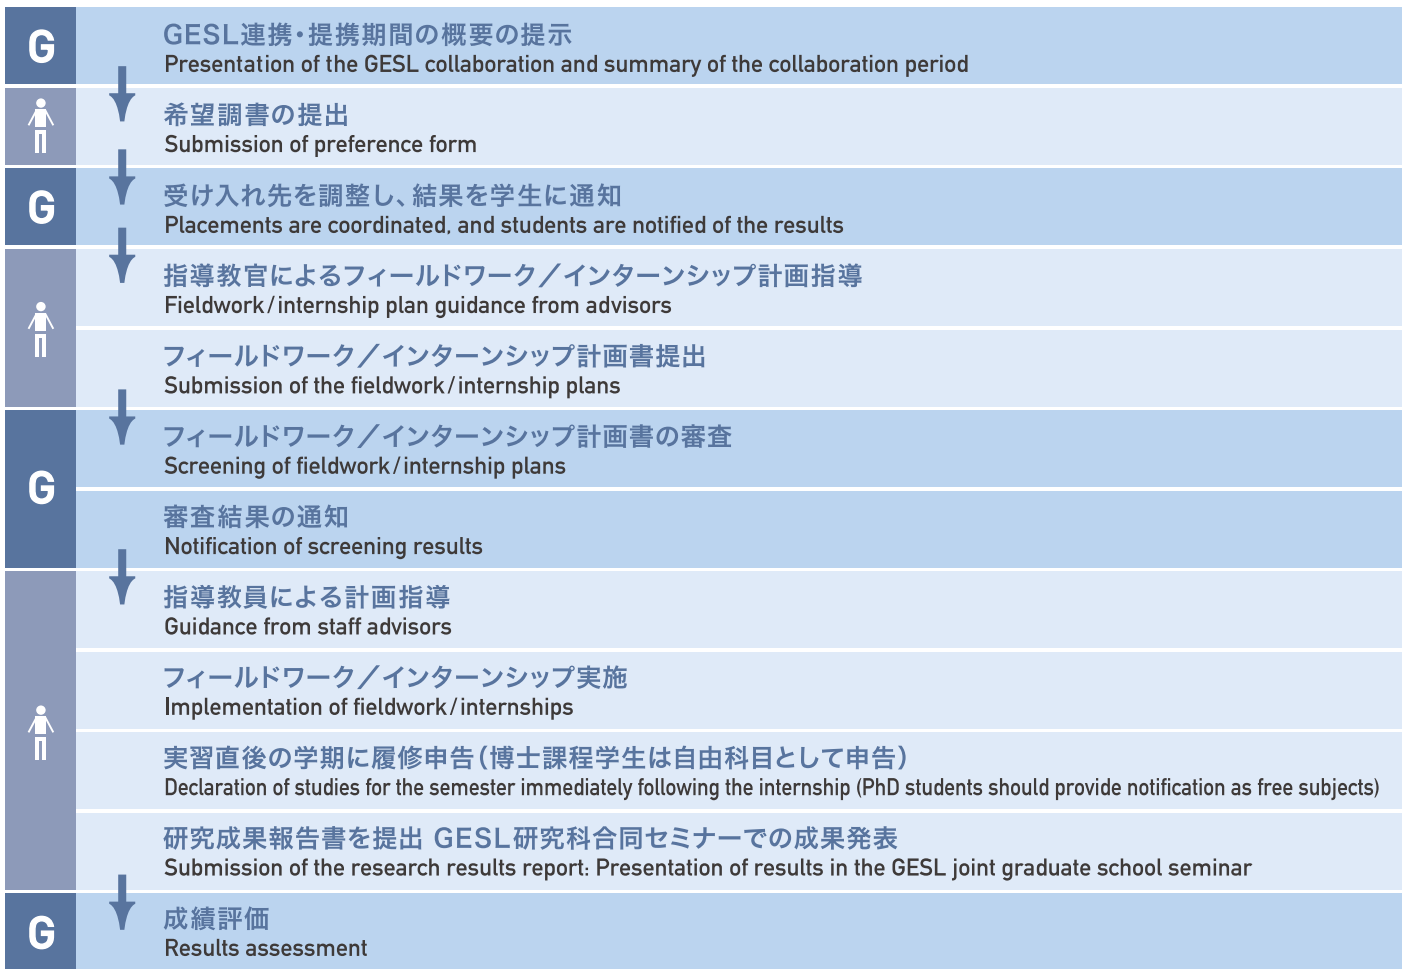 G
GESL連携・提携期間の概要の提示
Presentation of the GESL collaboration and summary of the collaboration period
希望調書の提出
Submission of preference form
G
受け入れ先を調整し、結果を学生に通知
Placements are coordinated, and students are notified of the results
指導教官によるフィールドワーク／インターンシップ計画指導
Fieldwork/internship plan guidance from advisors
フィールドワーク／インターンシップ計画書提出
Submission of the fieldwork/internship plans
G
フィールドワーク／インターンシップ計画書の審査
Screening of fieldwork/internship plans
審査結果の通知
Notification of screening results
指導教員による計画指導
Guidance from staff advisors
フィールドワーク／インターンシップ実施
Implementation of fieldwork/internships
実習直後の学期に履修申告（博士課程学生は自由科目として申告）
Declaration of studies for the semester immediately following the internship (PhD students should provide notification as free subjects)
研究成果報告書を提出 GESL研究科合同セミナーでの成果発表
Submission of the research results report: Presentation of results in the GESL joint graduate school seminar
G
成績評価
Results assessment